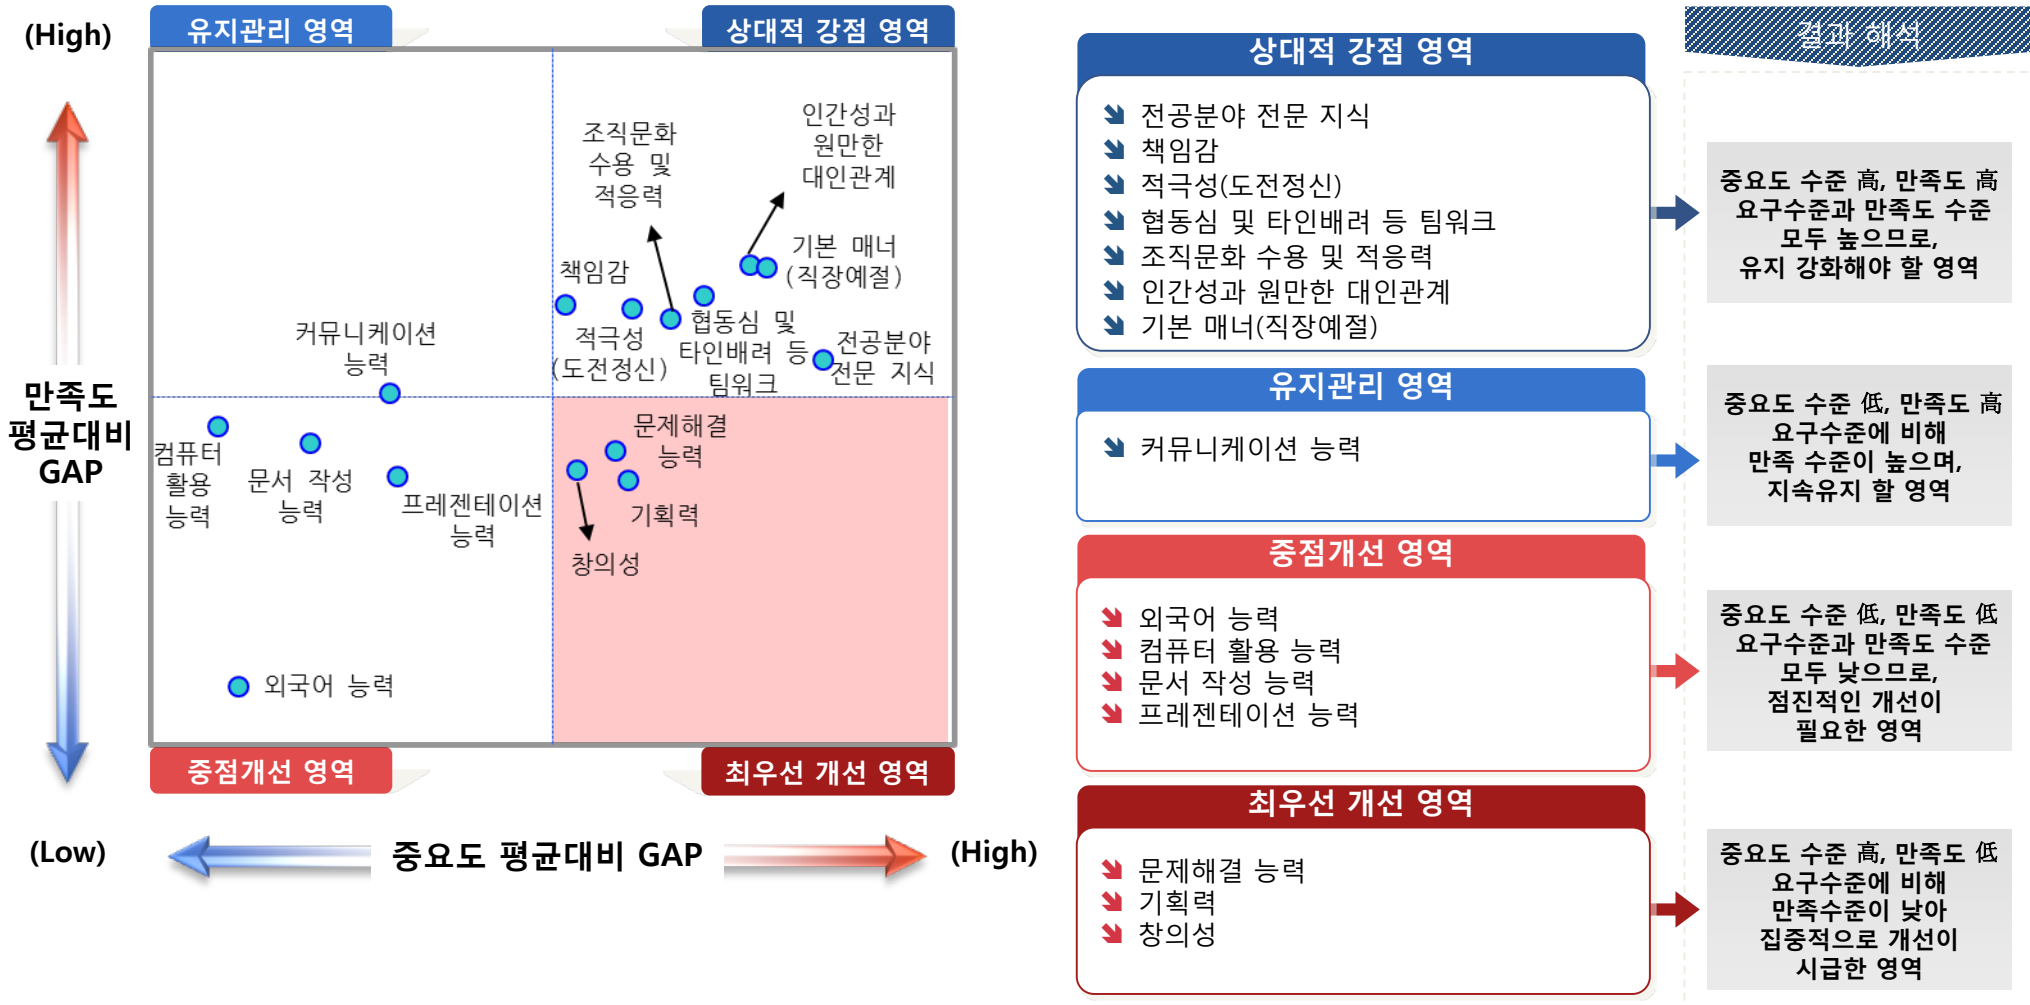 (High)
유지관리 영역
상대적 강점 영역
조직문화
수용 및
적응력
인간성과
원만한
대인관계
기본 매너
(직장예절)
책임감
적극성
(도전정신)
협동심 및
타인배려 등
팀워크
전공분야
전문 지식
커뮤니케이션
능력
만족도
평균대비
GAP
컴퓨터
활용
능력
문서 작성
능력
프레젠테이션
능력
문제해결
능력
기획력
창의성
외국어 능력
중점개선 영역
최우선 개선 영역
(Low)
중요도 평균대비 GAP
(High)
상대적 강점 영역
전공분야 전문 지식
책임감
적극성(도전정신)
협동심 및 타인배려 등 팀워크
조직문화 수용 및 적응력
인간성과 원만한 대인관계
기본 매너(직장예절)
유지관리 영역
커뮤니케이션 능력
중점개선 영역
외국어 능력
컴퓨터 활용 능력
문서 작성 능력
프레젠테이션 능력
최우선 개선 영역
문제해결 능력
기획력
창의성
결과 해석
중요도 수준 高, 만족도 高
요구수준과 만족도 수준
모두 높으므로,
유지 강화해야 할 영역
중요도 수준 低, 만족도 高
요구수준에 비해
만족 수준이 높으며,
지속유지 할 영역
중요도 수준 低, 만족도 低
요구수준과 만족도 수준
모두 낮으므로,
점진적인 개선이
필요한 영역
중요도 수준 高, 만족도 低
요구수준에 비해
만족수준이 낮아
집중적으로 개선이
시급한 영역